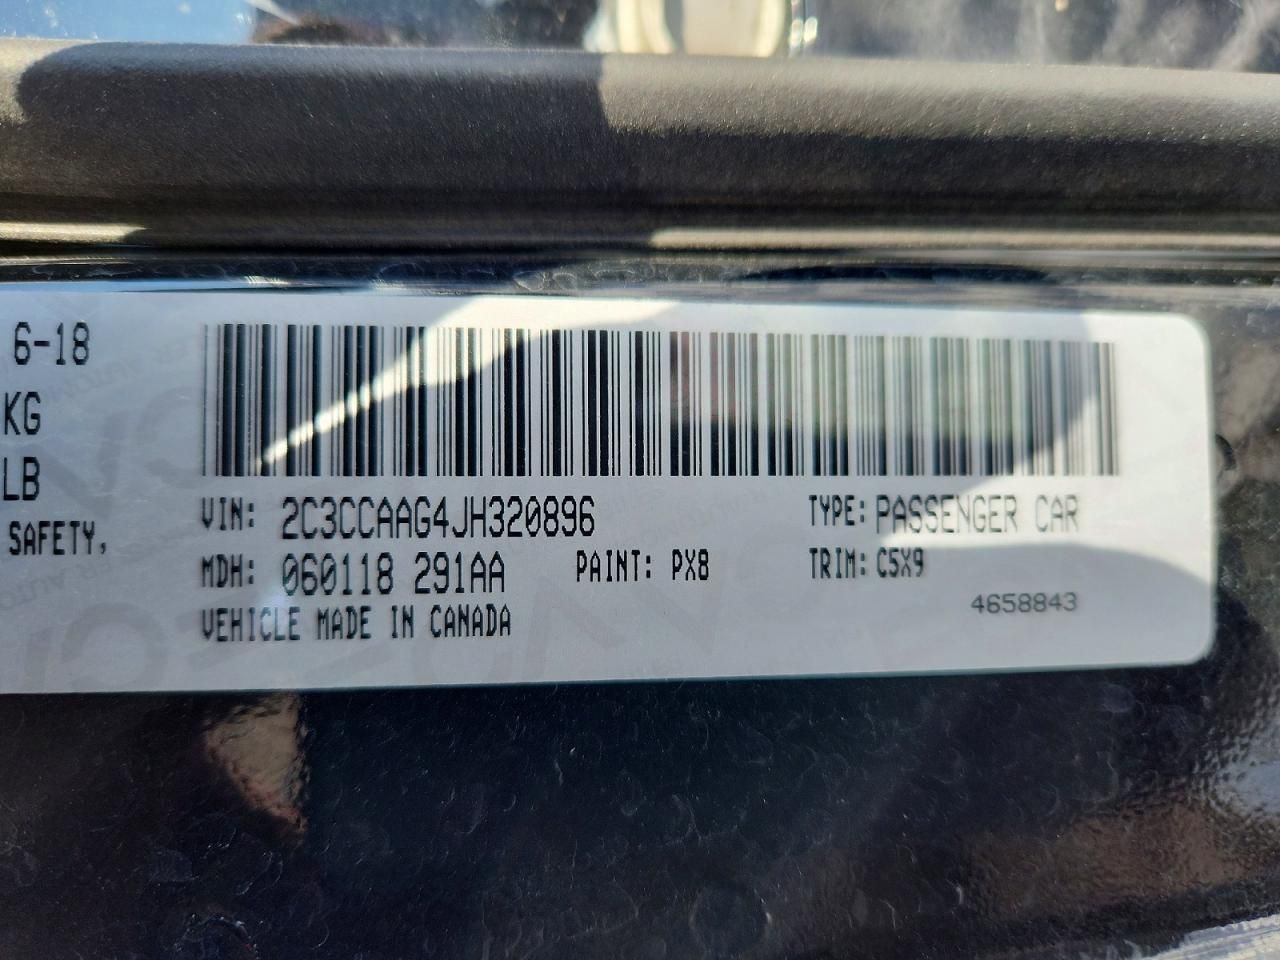 6-18
KG
LB
SAFETY,
VIN: 2C3CCAAG4JH320896 TYPE: PASSENGER CAR
MDH: 060118 291AA PAINT: PX8 TRIM: C5X9
VEHICLE MADE IN CANADA
4658843